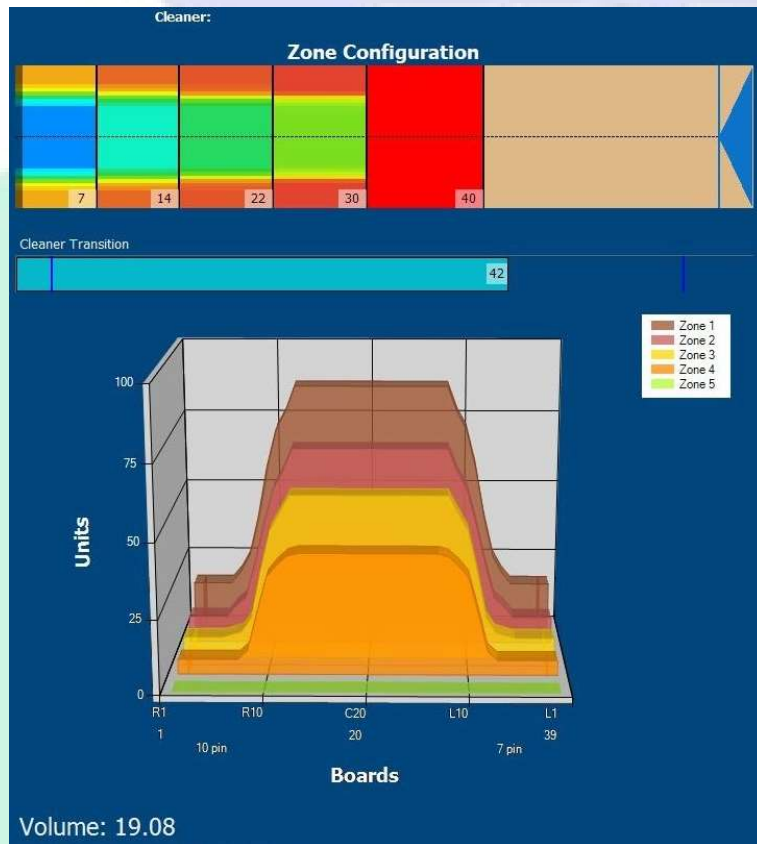 Cleaner:
Zone Configuration
7 14 22 30 40
Cleaner Transition
42
Zone 1
Zone 2
Zone 3
Zone 4
Zone 5
100
75
50
25
0
Units
R1 R10 C20 L10 L1
1 20 39
10 pin 7 pin
Boards
Volume: 19.08